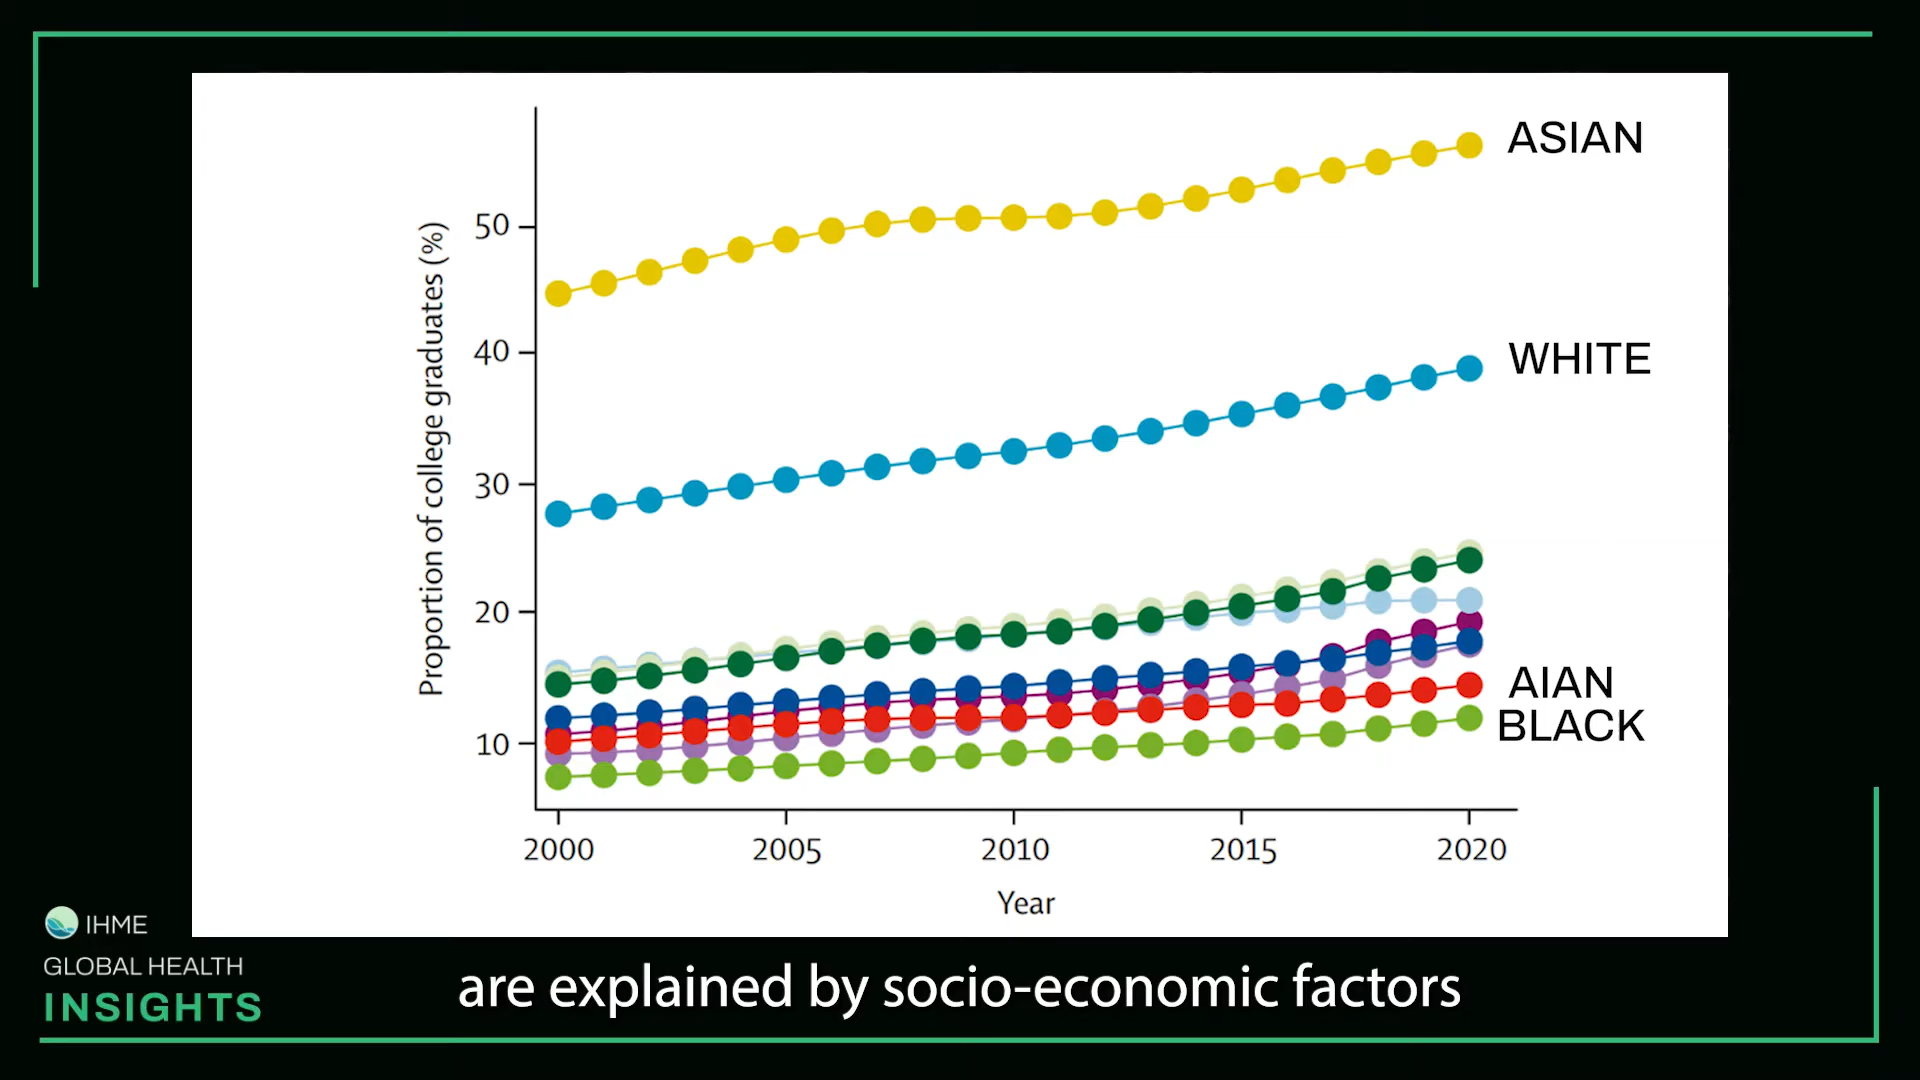 ASIAN
50
40
WHITE
30
20
10
AIAN
BLACK
Proportion of college graduates (%)
2000 2005 2010 2015 2020
Year
IHME
GLOBAL HEALTH
INSIGHTS
are explained by socio-economic factors